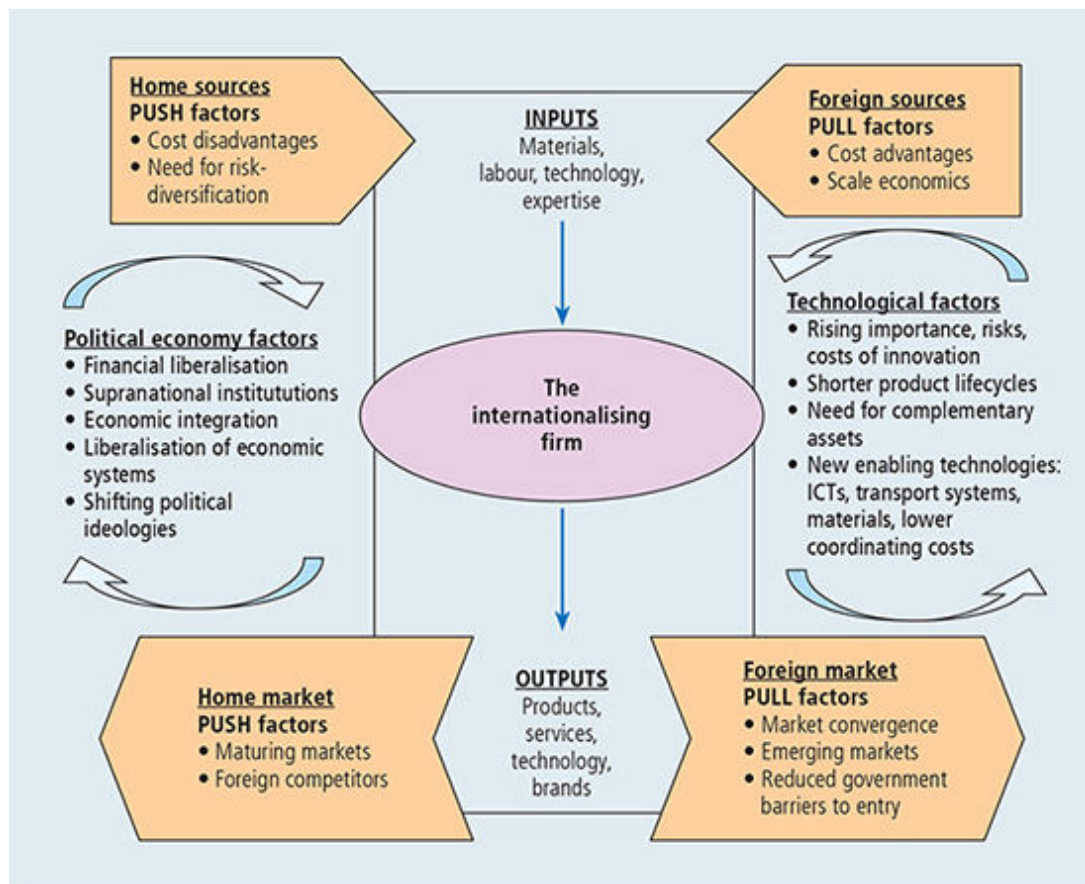 Home sources
PUSH factors
• Cost disadvantages
• Need for risk-
diversification
INPUTS
Materials,
labour, technology,
expertise
Foreign sources
PULL factors
• Cost advantages
• Scale economics
Political economy factors
• Financial liberalisation
• Supranational institututions
• Economic integration
• Liberalisation of economic
systems
• Shifting political
ideologies
The
internationalising
firm
Technological factors
• Rising importance, risks,
costs of innovation
• Shorter product lifecycles
• Need for complementary
assets
• New enabling technologies:
ICTs, transport systems,
materials, lower
coordinating costs
Home market
PUSH factors
• Maturing markets
• Foreign competitors
OUTPUTS
Products,
services,
technology,
brands
Foreign market
PULL factors
• Market convergence
• Emerging markets
• Reduced government
barriers to entry